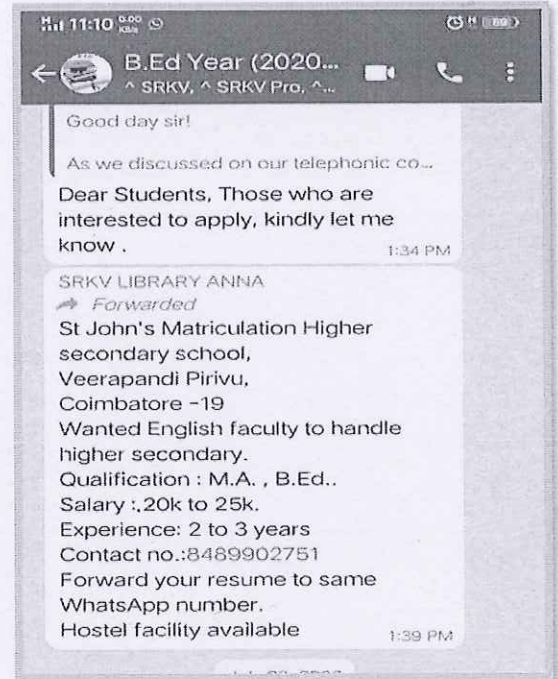 11:10 0.00 KB/s
69
B.Ed Year (2020...
^ SRKV, ^ SRKV Pro, ^...
Good day sir!
As we discussed on our telephonic co...
Dear Students, Those who are
interested to apply, kindly let me
know .
1:34 PM
SRKV LIBRARY ANNA
Forwarded
St John's Matriculation Higher
secondary school,
Veerapandi Pirivu,
Coimbatore -19
Wanted English faculty to handle
higher secondary.
Qualification : M.A. , B.Ed..
Salary :,20k to 25k.
Experience: 2 to 3 years
Contact no.:8489902751
Forward your resume to same
WhatsApp number.
Hostel facility available
1:39 PM